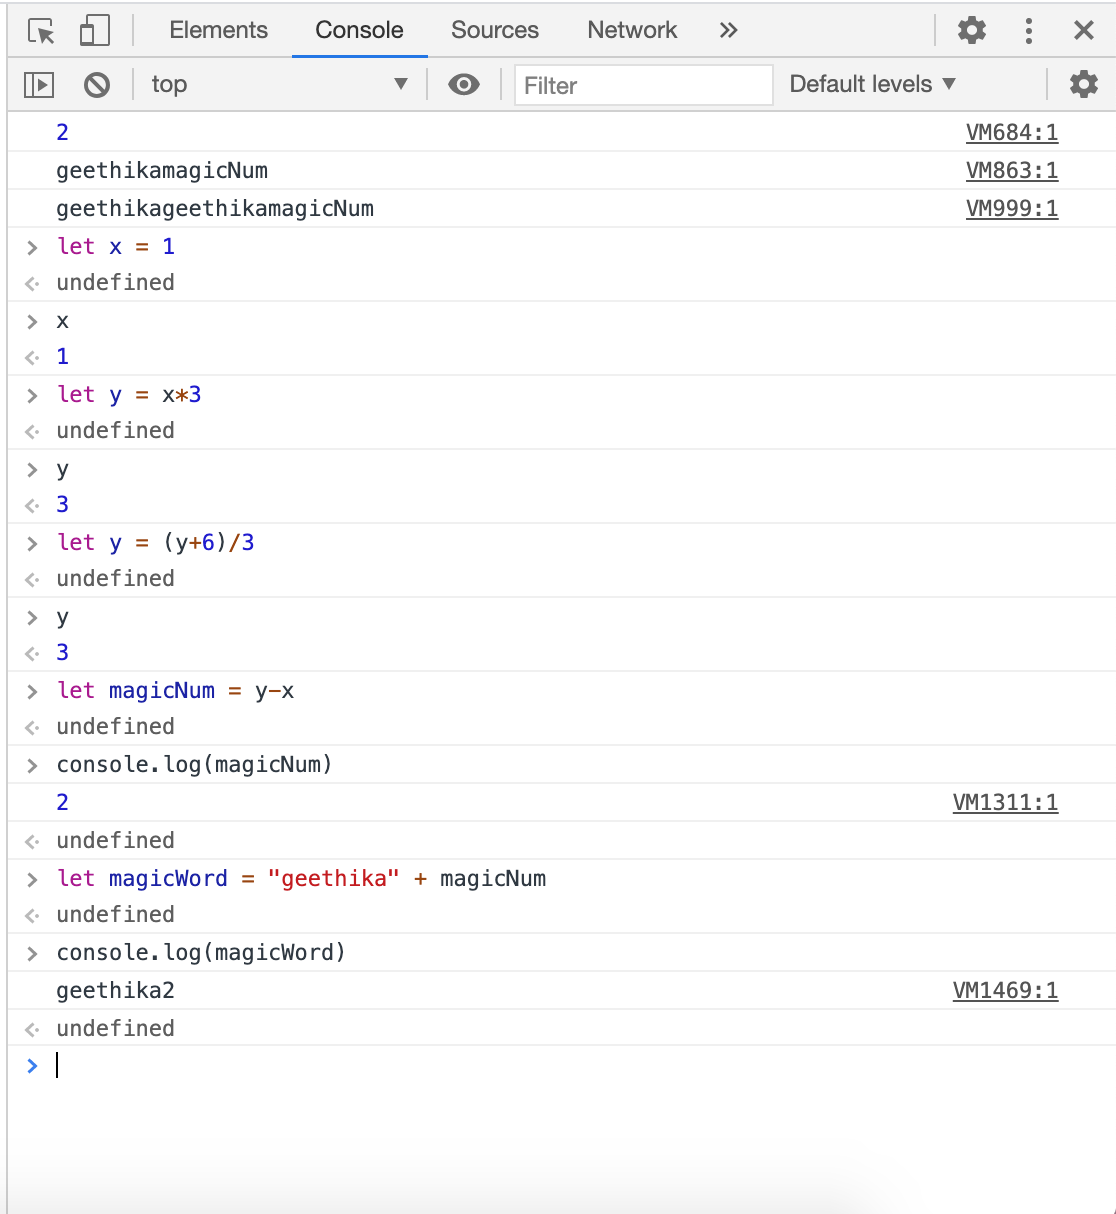 Elements Console Sources Network »
top ▼ Filter Default levels ▼
2 VM684:1
geethikamagicNum VM863:1
geethikageethikamagicNum VM999:1
> let x = 1
<· undefined
> x
<· 1
> let y = x*3
<· undefined
> y
<· 3
> let y = (y+6)/3
<· undefined
> y
<· 3
> let magicNum = y-x
<· undefined
> console.log(magicNum)
2 VM1311:1
<· undefined
> let magicWord = "geethika" + magicNum
<· undefined
> console.log(magicWord)
geethika2 VM1469:1
<· undefined
>